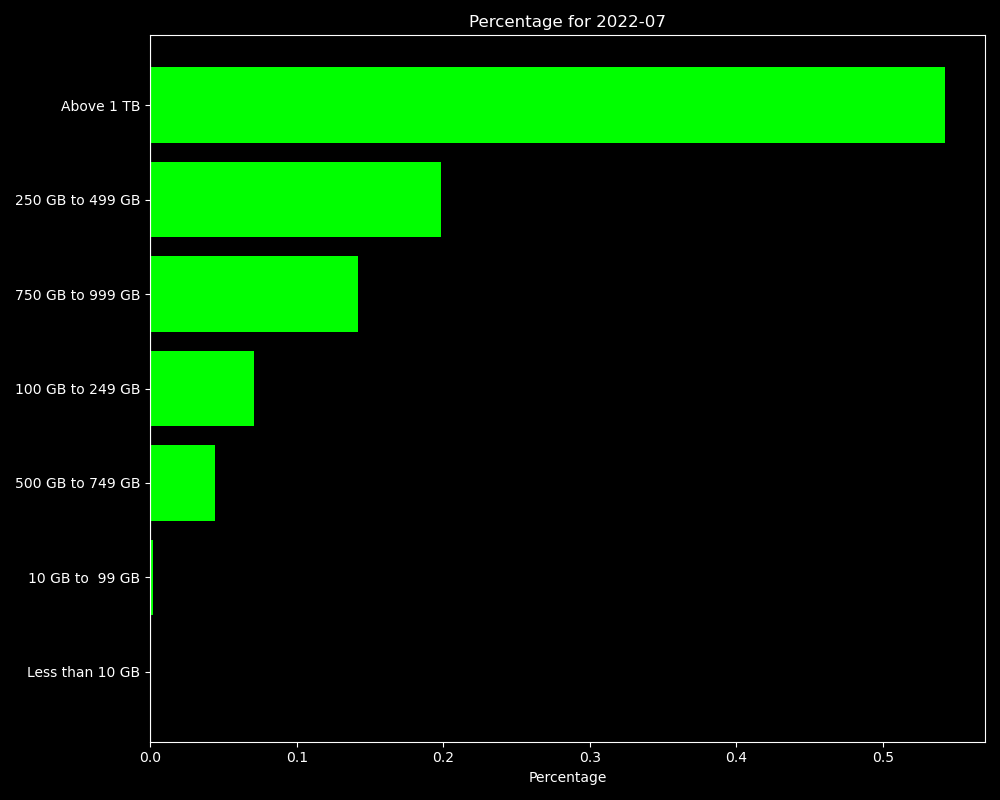 Percentage for 2022-07
Above 1 TB
250 GB to 499 GB
750 GB to 999 GB
100 GB to 249 GB
500 GB to 749 GB
10 GB to  99 GB
Less than 10 GB
0.0 0.1 0.2 0.3 0.4 0.5
Percentage